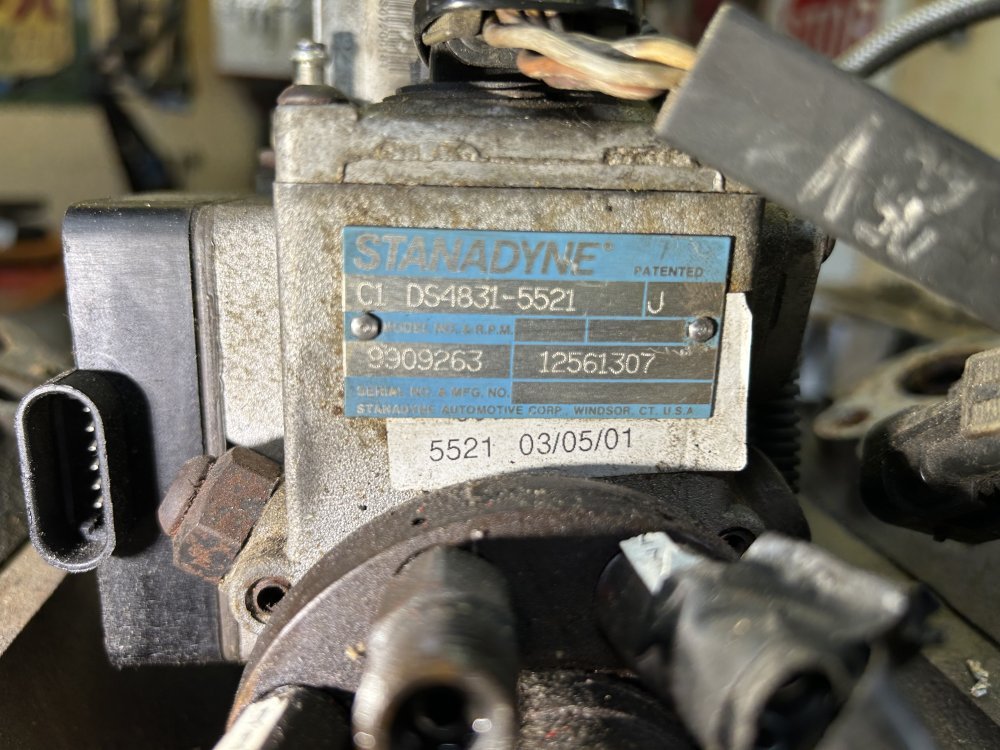 STANADYNE®
PATENTED
C1 DS4831-5521 J
MODEL NO. & R.P.M.
9909263 12561307
SERIAL NO. & MFG. NO.
STANADYNE AUTOMOTIVE CORP., WINDSOR, CT. U.S.A.
5521 03/05/01